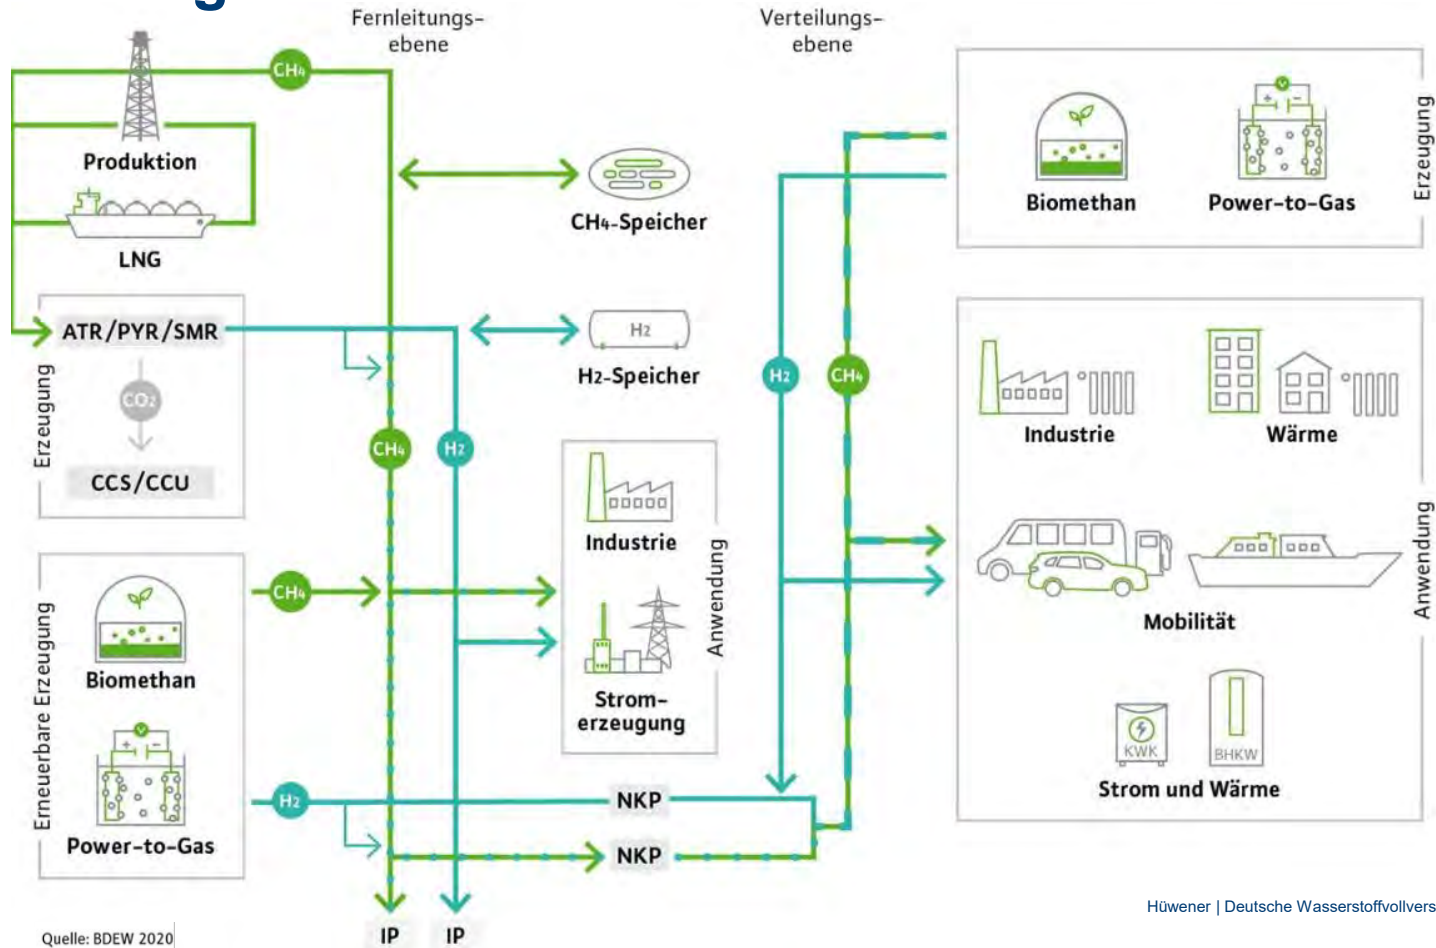 Fernleitungs-
ebene
Verteilungs-
ebene
CH4
Produktion
LNG
CH4-Speicher
Biomethan
Power-to-Gas
Erzeugung
ATR/PYR/SMR
CO2
CCS/CCU
Erzeugung
H2
H2-Speicher
H2
CH4
CH4
H2
Industrie
Strom-
erzeugung
Anwendung
Industrie
Wärme
Mobilität
KWK
BHKW
Strom und Wärme
Anwendung
CH4
Biomethan
H2
Power-to-Gas
Erneuerbare Erzeugung
NKP
NKP
IP
IP
Hüwener | Deutsche Wasserstoffvollvers
Quelle: BDEW 2020